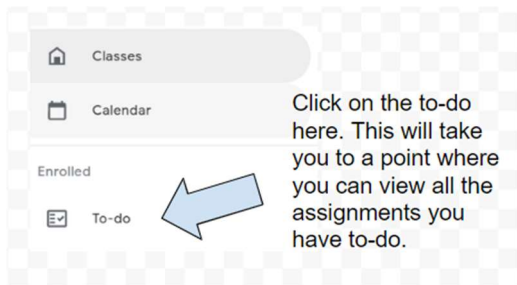 Classes
Calendar
Enrolled
To-do
Click on the to-do
here. This will take
you to a point where
you can view all the
assignments you
have to-do.